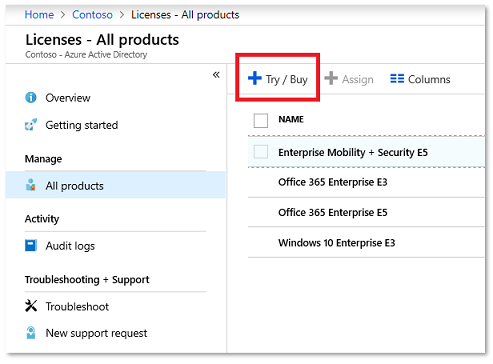 Home > Contoso > Licenses - All products
Licenses - All products
Contoso - Azure Active Directory
«
Overview
Getting started
Manage
All products
Activity
Audit logs
Troubleshooting + Support
Troubleshoot
New support request
+ Try / Buy + Assign Columns
NAME
Enterprise Mobility + Security E5
Office 365 Enterprise E3
Office 365 Enterprise E5
Windows 10 Enterprise E3